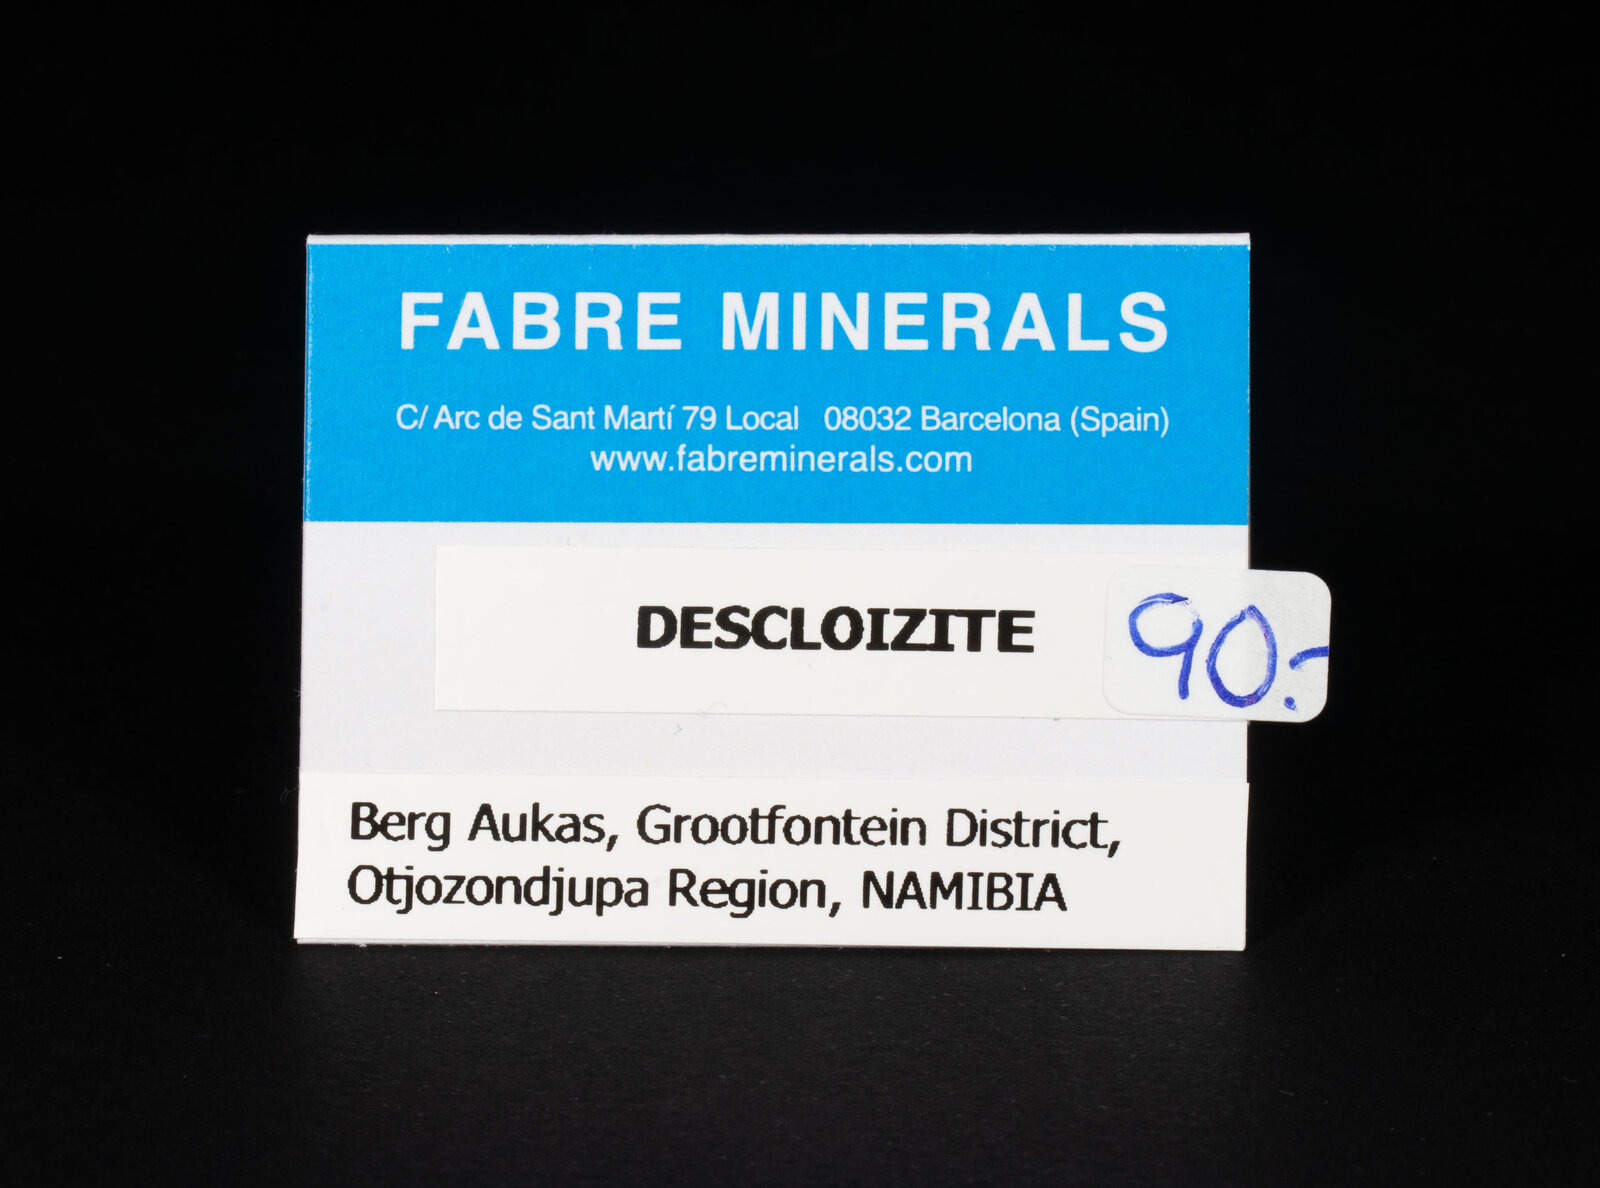 FABRE MINERALS
C/ Arc de Sant Martí 79 Local 08032 Barcelona (Spain)
www.fabreminerals.com
DESCLOIZITE
90.-
Berg Aukas, Grootfontein District,
Otjozondjupa Region, NAMIBIA